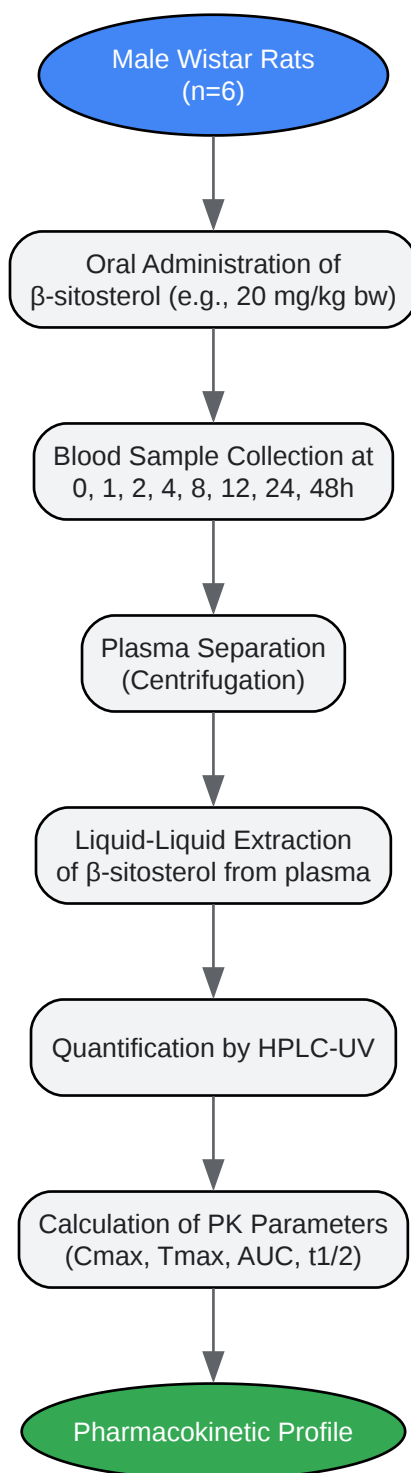 Male Wistar Rats
(n=6)
Oral Administration of
β-sitosterol (e.g., 20 mg/kg bw)
Blood Sample Collection at
0, 1, 2, 4, 8, 12, 24, 48h
Plasma Separation
(Centrifugation)
Liquid-Liquid Extraction
of β-sitosterol from plasma
Quantification by HPLC-UV
Calculation of PK Parameters
(Cmax, Tmax, AUC, t1/2)
Pharmacokinetic Profile